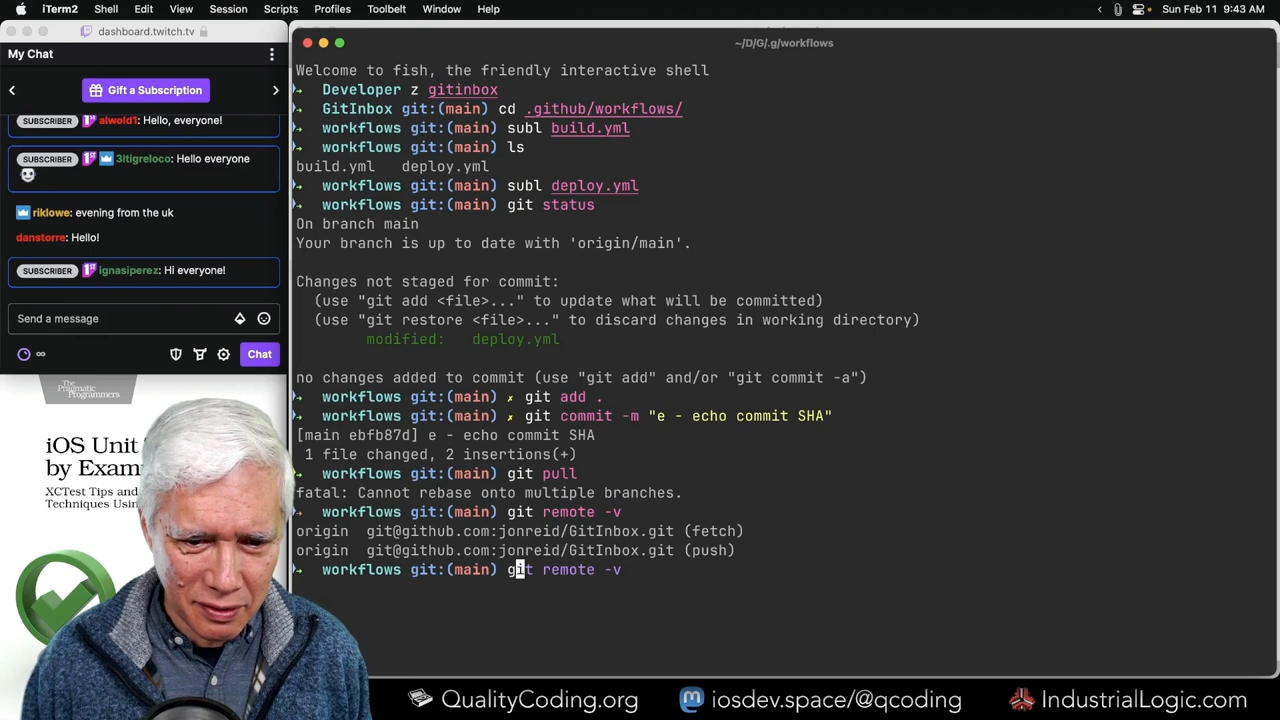 iTerm2 Shell Edit View Session Scripts Profiles Toolbelt Window Help Sun Feb 11 9:43 AM
dashboard.twitch.tv
~/D/G/.g/workflows
My Chat
Gift a Subscription
SUBSCRIBER alwold1: Hello, everyone!
SUBSCRIBER 3ltigreloco: Hello everyone
riklowe: evening from the uk
danstorre: Hello!
SUBSCRIBER ignasiperez: Hi everyone!
Send a message
Chat
The Pragmatic Programmers
iOS Unit
by Exam
XCTest Tips and
Techniques Usin
Welcome to fish, the friendly interactive shell
Developer z gitinbox
GitInbox git:(main) cd .github/workflows/
workflows git:(main) subl build.yml
workflows git:(main) ls
build.yml deploy.yml
workflows git:(main) subl deploy.yml
workflows git:(main) git status
On branch main
Your branch is up to date with 'origin/main'.
Changes not staged for commit:
(use "git add <file>..." to update what will be committed)
(use "git restore <file>..." to discard changes in working directory)
modified: deploy.yml
no changes added to commit (use "git add" and/or "git commit -a")
workflows git:(main) ✗ git add .
workflows git:(main) ✗ git commit -m "e - echo commit SHA"
[main ebfb87d] e - echo commit SHA
1 file changed, 2 insertions(+)
workflows git:(main) git pull
fatal: Cannot rebase onto multiple branches.
workflows git:(main) git remote -v
origin git@github.com:jonreid/GitInbox.git (fetch)
origin git@github.com:jonreid/GitInbox.git (push)
workflows git:(main) git remote -v
QualityCoding.org iosdev.space/@qcoding IndustrialLogic.com